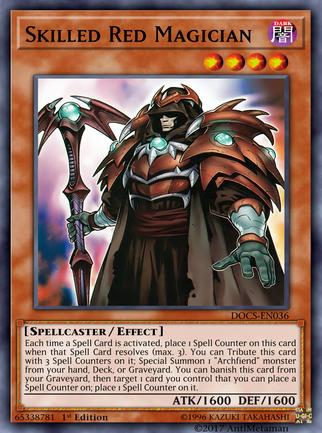 Skilled Red Magician
DARK
闇
DOCS-EN036
[Spellcaster / Effect]
Each time a Spell Card is activated, place 1 Spell Counter on this
card when that Spell Card resolves (max. 3). You can Tribute this
card with 3 Spell Counters on it; Special Summon 1 "Archfiend" monster
from your hand, Deck, or Graveyard. You can banish this card from
your Graveyard, then target 1 card you control that you can place a
Spell Counter on; place 1 Spell Counter on it.
ATK/1600 DEF/1600
65338781 1st Edition ©1996 KAZUKI TAKAHASHI
©2017 AntiMetaman